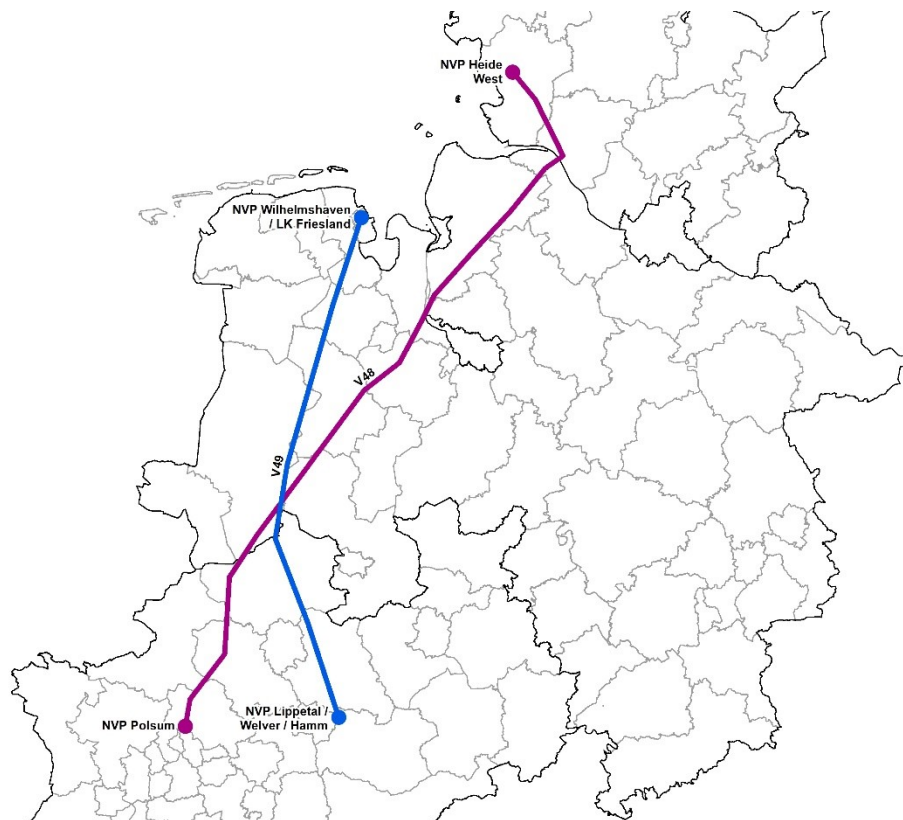 NVP Heide
West
NVP Wilhelmshaven
/ LK Friesland
V48
V49
NVP Lippetal /
Welver / Hamm
NVP Polsum